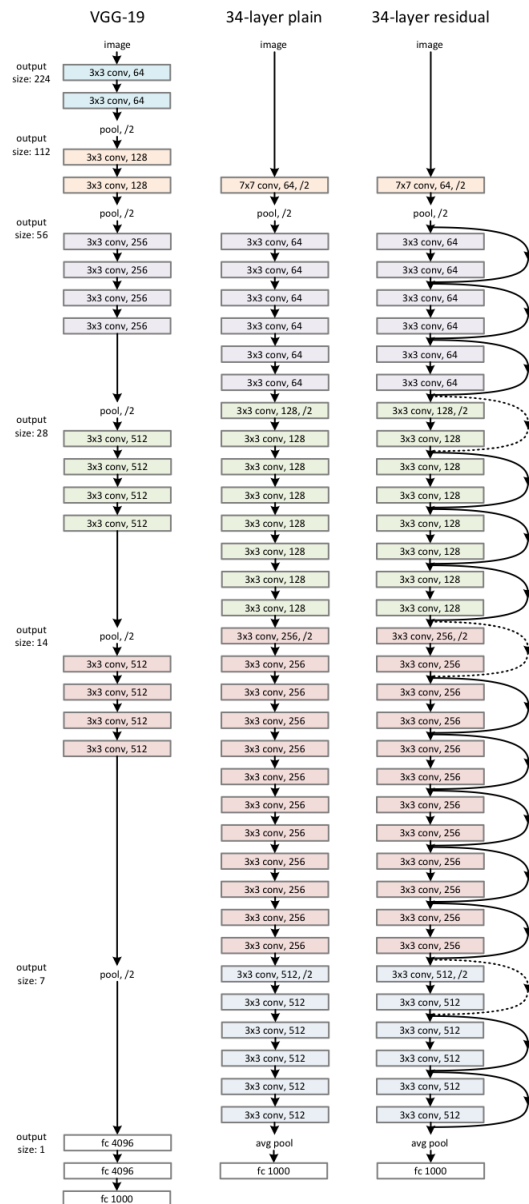 output
size: 224
output
size: 112
output
size: 56
output
size: 28
output
size: 14
output
size: 7
output
size: 1
VGG-19
image
3x3 conv, 64
3x3 conv, 64
pool, /2
3x3 conv, 128
3x3 conv, 128
pool, /2
3x3 conv, 256
3x3 conv, 256
3x3 conv, 256
3x3 conv, 256
pool, /2
3x3 conv, 512
3x3 conv, 512
3x3 conv, 512
3x3 conv, 512
pool, /2
3x3 conv, 512
3x3 conv, 512
3x3 conv, 512
3x3 conv, 512
pool, /2
fc 4096
fc 4096
fc 1000
34-layer plain
image
7x7 conv, 64, /2
pool, /2
3x3 conv, 64
3x3 conv, 64
3x3 conv, 64
3x3 conv, 64
3x3 conv, 64
3x3 conv, 64
3x3 conv, 128, /2
3x3 conv, 128
3x3 conv, 128
3x3 conv, 128
3x3 conv, 128
3x3 conv, 128
3x3 conv, 128
3x3 conv, 128
3x3 conv, 256, /2
3x3 conv, 256
3x3 conv, 256
3x3 conv, 256
3x3 conv, 256
3x3 conv, 256
3x3 conv, 256
3x3 conv, 256
3x3 conv, 256
3x3 conv, 256
3x3 conv, 256
3x3 conv, 256
3x3 conv, 512, /2
3x3 conv, 512
3x3 conv, 512
3x3 conv, 512
3x3 conv, 512
3x3 conv, 512
avg pool
fc 1000
34-layer residual
image
7x7 conv, 64, /2
pool, /2
3x3 conv, 64
3x3 conv, 64
3x3 conv, 64
3x3 conv, 64
3x3 conv, 64
3x3 conv, 64
3x3 conv, 128, /2
3x3 conv, 128
3x3 conv, 128
3x3 conv, 128
3x3 conv, 128
3x3 conv, 128
3x3 conv, 128
3x3 conv, 128
3x3 conv, 256, /2
3x3 conv, 256
3x3 conv, 256
3x3 conv, 256
3x3 conv, 256
3x3 conv, 256
3x3 conv, 256
3x3 conv, 256
3x3 conv, 256
3x3 conv, 256
3x3 conv, 256
3x3 conv, 256
3x3 conv, 512, /2
3x3 conv, 512
3x3 conv, 512
3x3 conv, 512
3x3 conv, 512
3x3 conv, 512
avg pool
fc 1000